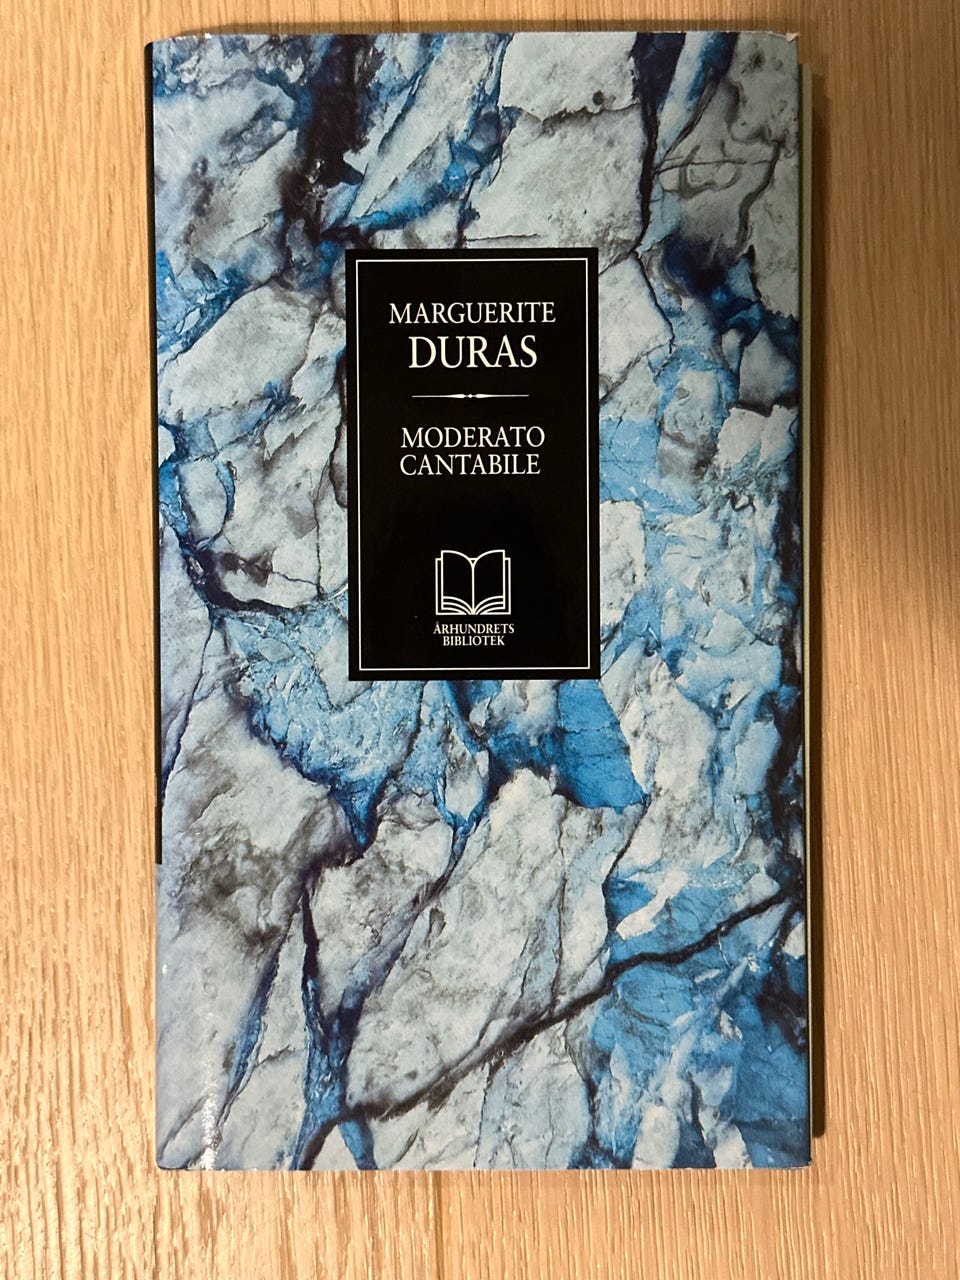 MARGUERITE
DURAS
MODERATO
CANTABILE
ÅRHUNDRETS
BIBLIOTEK